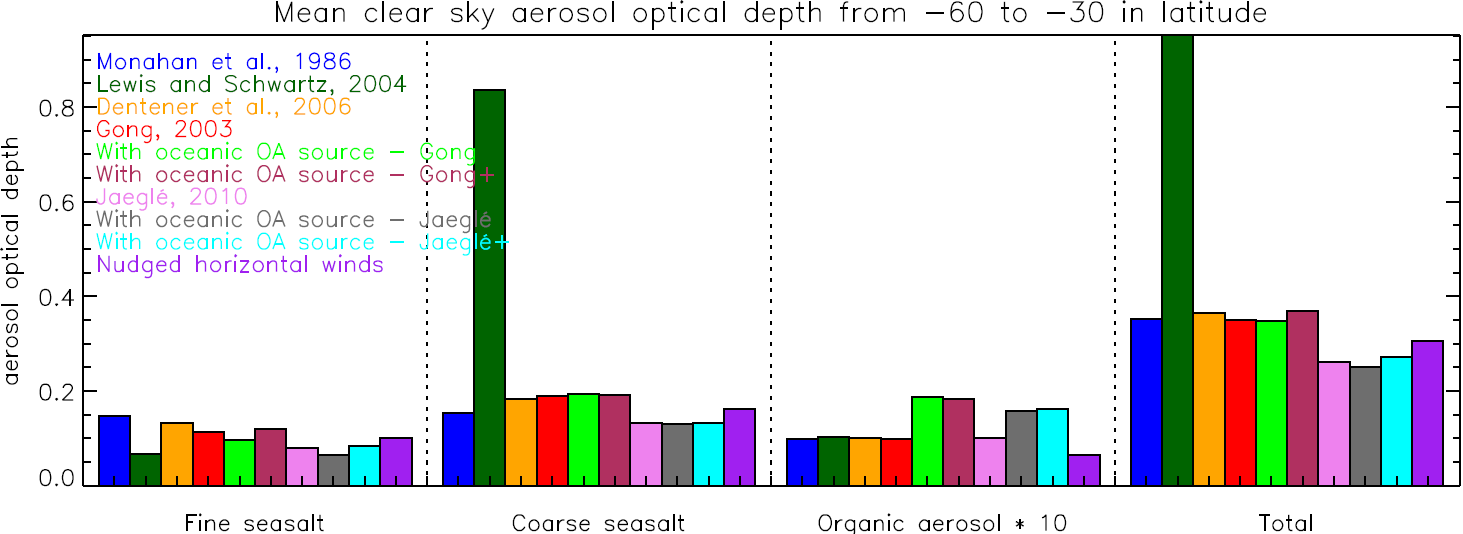 Mean clear sky aerosol optical depth from −60 to −30 in latitude
Monahan et al., 1986
Lewis and Schwartz, 2004
Dentener et al., 2006
Gong, 2003
With oceanic OA source − Gong
With oceanic OA source − Gong+
Jaeglé, 2010
With oceanic OA source − Jaeglé
With oceanic OA source − Jaeglé+
Nudged horizontal winds
aerosol optical depth
0.8
0.6
0.4
0.2
0.0
Fine seasalt
Coarse seasalt
Organic aerosol * 10
Total